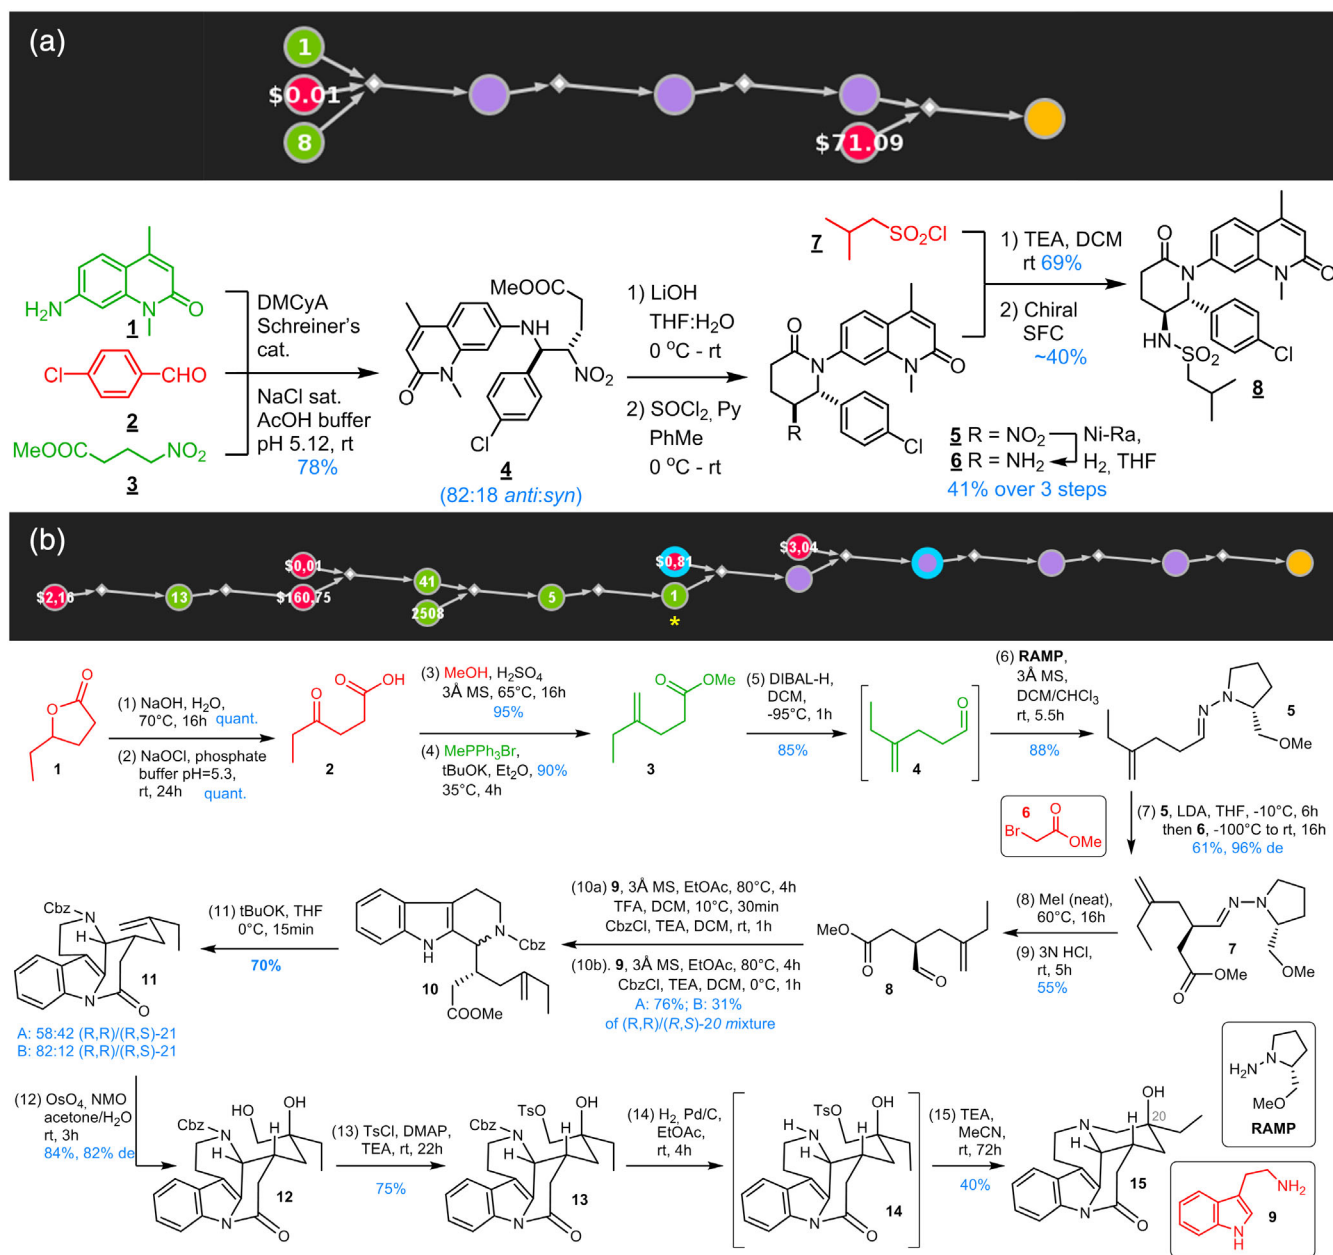 (a)
1
$0.01
8
$71.09
H2N
N
O
1
Cl
CHO
2
MeOOC
NO2
3
DMCyA
Schreiner's
cat.
NaCl sat.
AcOH buffer
pH 5.12, rt
78%
MeOOC
NH
O
N
NO2
Cl
4
(82:18 anti:syn)
1) LiOH
THF:H2O
0 °C - rt
2) SOCl2, Py
PhMe
0 °C - rt
7
SO2Cl
O
N
N
O
R
Cl
5 R = NO2
Ni-Ra,
6 R = NH2
H2, THF
41% over 3 steps
1) TEA, DCM
rt 69%
2) Chiral
SFC
~40%
O
N
N
O
HN
SO2
Cl
8
(b)
$2,16
13
$0,01
$160,75
41
2508
5
$0,81
1
*
$3,04
O
O
1
(1) NaOH, H2O
70°C, 16h quant.
(2) NaOCl, phosphate
buffer pH=5.3,
rt, 24h
quant.
O
OH
O
2
(3) MeOH, H2SO4
3Å MS, 65°C, 16h
95%
(4) MePPh3Br,
tBuOK, Et2O, 90%
35°C, 4h
OMe
O
3
(5) DIBAL-H,
DCM,
-95°C, 1h
85%
O
4
(6) RAMP,
3Å MS,
DCM/CHCl3
rt, 5.5h
88%
N
N
OMe
5
6
Br
O
OMe
(7) 5, LDA, THF, -10°C, 6h
then 6, -100°C to rt, 16h
61%, 96% de
N
N
OMe
O
OMe
7
(8) MeI (neat),
60°C, 16h
(9) 3N HCl,
rt, 5h
55%
MeO
O
O
8
(10a) 9, 3Å MS, EtOAc, 80°C, 4h
TFA, DCM, 10°C, 30min
CbzCl, TEA, DCM, rt, 1h
(10b). 9, 3Å MS, EtOAc, 80°C, 4h
CbzCl, TEA, DCM, 0°C, 1h
A: 76%; B: 31%
of (R,R)/(R,S)-20 mixture
N
H
N
Cbz
COOMe
10
(11) tBuOK, THF
0°C, 15min
70%
Cbz
N
H
N
O
11
A: 58:42 (R,R)/(R,S)-21
B: 82:12 (R,R)/(R,S)-21
(12) OsO4, NMO
acetone/H2O
rt, 3h
84%, 82% de
HO
OH
Cbz
N
H
H
N
O
12
(13) TsCl, DMAP,
TEA, rt, 22h
75%
TsO
OH
Cbz
N
H
H
N
O
13
(14) H2, Pd/C,
EtOAc,
rt, 4h
TsO
OH
H
N
H
H
N
O
14
(15) TEA,
MeCN,
rt, 72h
40%
OH
20
N
H
H
N
O
15
H2N
N
MeO
RAMP
NH2
N
H
9